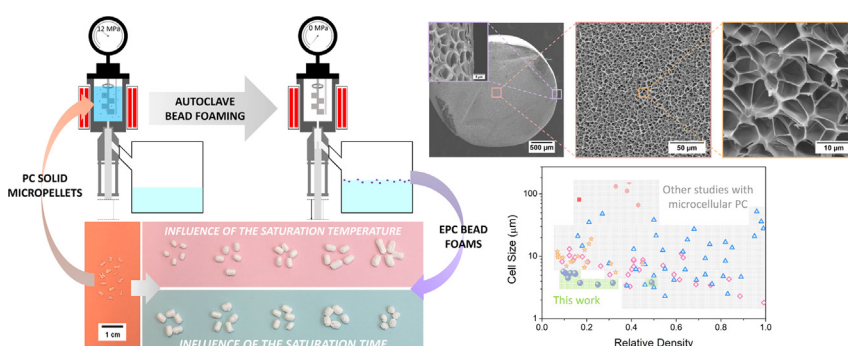 12 MPa
0 MPa
AUTOCLAVE
BEAD FOAMING
PC SOLID
MICROPELLETS
EPC BEAD
FOAMS
INFLUENCE OF THE SATURATION TEMPERATURE
1 cm
INFLUENCE OF THE SATURATION TIME
500 μm
50 μm
10 μm
Cell Size (μm)
100
10
1
Other studies with
microcellular PC
This work
0.0
0.2
0.4
0.6
0.8
1.0
Relative Density